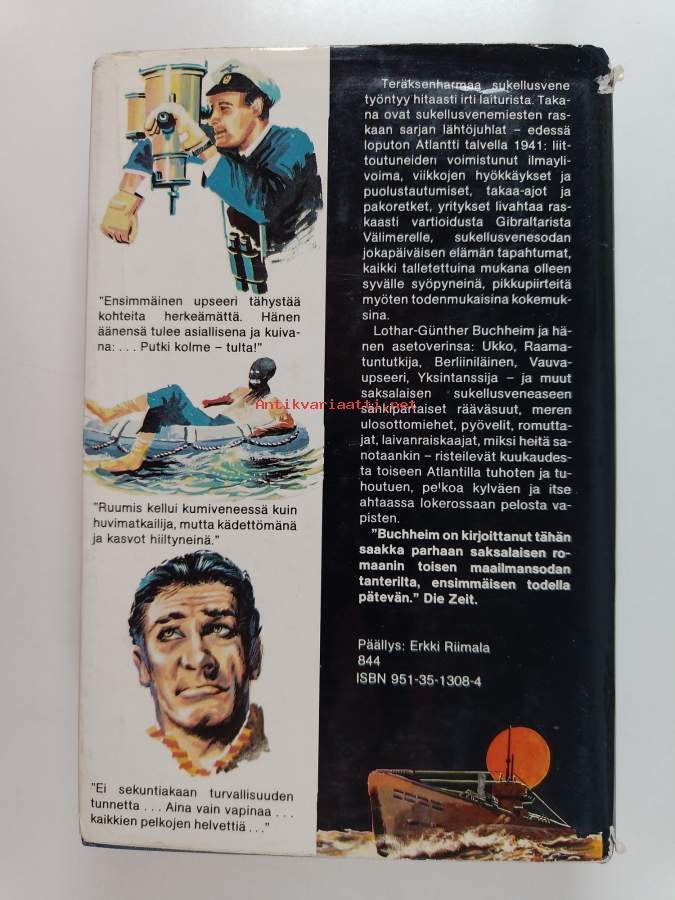 "Ensimmäinen upseeri tähystää
kohteita herkeämättä. Hänen
äänensä tulee asiallisena ja kuiva-
na: . . . Putki kolme – tulta!"
"Ruumis kellui kumiveneessä kuin
huvimatkailija, mutta kädettömänä
ja kasvot hiiltyneinä."
"Ei sekuntiakaan turvallisuuden
tunnetta . . . Aina vain vapinaa . . .
kaikkien pelkojen helvettiä . . ."
Teräksenharmaa sukellusvene
työntyy hitaasti irti laiturista. Taka-
na ovat sukellusvenemiesten ras-
kaan sarjan lähtöjuhlat – edessä
loputon Atlantti talvella 1941: liit-
toutuneiden voimistunut ilmayli-
voima, viikkojen hyökkäykset ja
puolustautumiset, takaa-ajot ja
pakoretket, yritykset livahtaa ras-
kaasti vartioidusta Gibraltarista
Välimerelle, sukellusvenesodan
jokapäiväisen elämän tapahtumat,
kaikki talletettuina mukana olleen
syvälle syöpyneinä, pikkupiirteitä
myöten todenmukaisina kokemuk-
sina.
Lothar-Günther Buchheim ja hä-
nen asetoverinsa: Ukko, Raama-
tuntutkija, Berliiniläinen, Vauva-
upseeri, Yksintanssija – ja muut
saksalaisen sukellusveneaseen
sankipartaiset rääväsuut, meren
ulosottomiehet, pyövelit, romutta-
jat, laivanraiskaajat, miksi heitä sa-
notaankin – risteilevät kuukaudes-
ta toiseen Atlantilla tuhoten ja tu-
houtuen, pelkoa kylväen ja itse
ahtaassa lokerossaan pelosta va-
pisten.
"Buchheim on kirjoittanut tähän
saakka parhaan saksalaisen ro-
maanin toisen maailmansodan
tanterilta, ensimmäisen todella
pätevän." Die Zeit.
Päällys: Erkki Riimala
844
ISBN 951-35-1308-4
Antikvariaatti.net